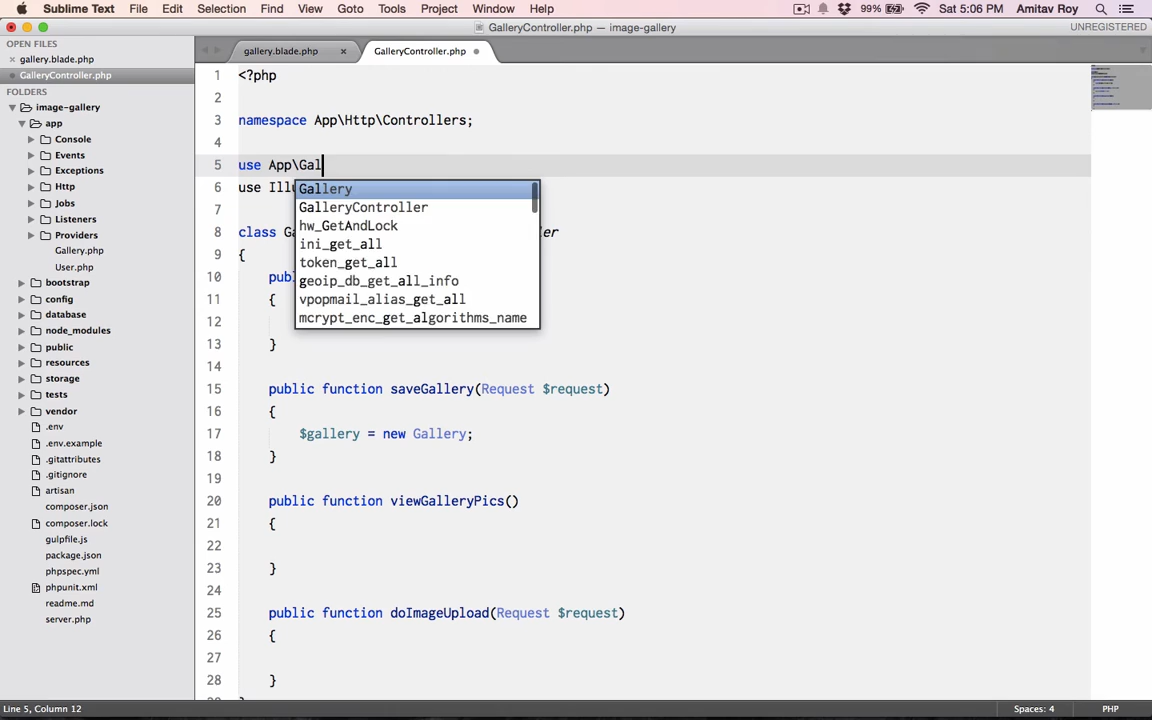 Sublime Text File Edit Selection Find View Goto Tools Project Window Help 99% Sat 5:06 PM Amitav Roy
GalleryController.php — image-gallery UNREGISTERED
OPEN FILES
gallery.blade.php
GalleryController.php
FOLDERS
image-gallery
app
Console
Events
Exceptions
Http
Jobs
Listeners
Providers
Gallery.php
User.php
bootstrap
config
database
node_modules
public
resources
storage
tests
vendor
.env
.env.example
.gitattributes
.gitignore
artisan
composer.json
composer.lock
gulpfile.js
package.json
phpspec.yml
phpunit.xml
readme.md
server.php
gallery.blade.php × GalleryController.php
1 <?php
2
3 namespace App\Http\Controllers;
4
5 use App\Gal
6 use Illu
7
8 class Ga ler
9 {
10 publ
11 {
12
13 }
14
15 public function saveGallery(Request $request)
16 {
17 $gallery = new Gallery;
18 }
19
20 public function viewGalleryPics()
21 {
22
23 }
24
25 public function doImageUpload(Request $request)
26 {
27
28 }
Gallery
GalleryController
hw_GetAndLock
ini_get_all
token_get_all
geoip_db_get_all_info
vpopmail_alias_get_all
mcrypt_enc_get_algorithms_name
Line 5, Column 12 Spaces: 4 PHP